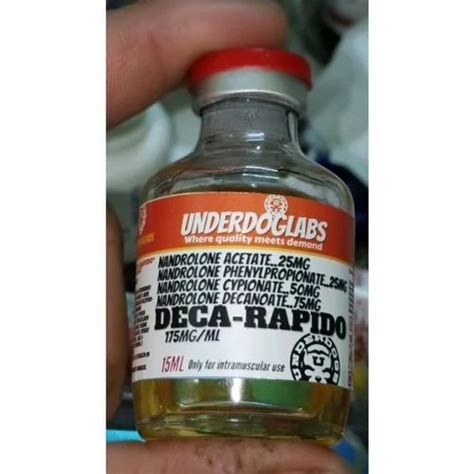 UNDERDOGLABS
Where quality meets demand
NANDROLONE ACETATE..25MG
NANDROLONE PHENYLPROPIONATE..25MG
NANDROLONE CYPIONATE..50MG
NANDROLONE DECANOATE..75MG
DECA-RAPIDO
175MG/ML
15ML Only for intramuscular use
UNDERDOG